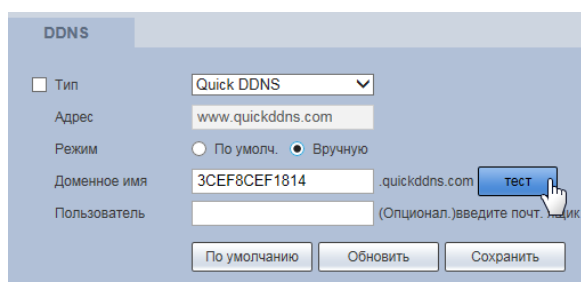 DDNS
Тип Quick DDNS
Адрес www.quickddns.com
Режим По умолч. Вручную
Доменное имя 3CEF8CEF1814 .quickddns.com тест
Пользователь (Опционал.)введите почт. ящик
По умолчанию Обновить Сохранить